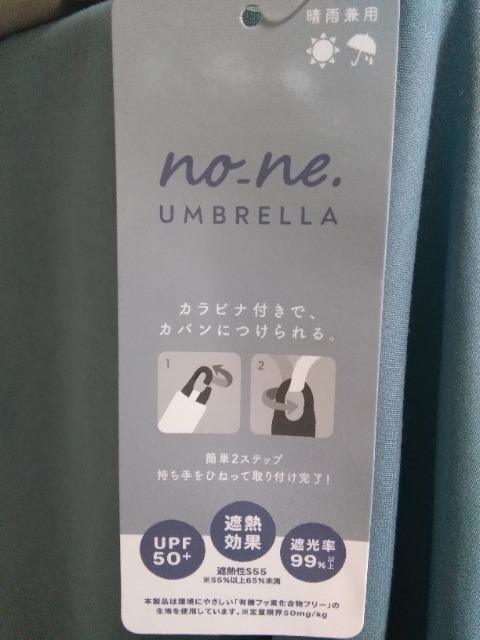 晴雨兼用
no-ne.
UMBRELLA
カラビナ付きで、
カバンにつけられる。
1
2
簡単2ステップ
持ち手をひねって取り付け完了！
UPF
50+
遮熱
効果
遮光率
99%以上
遮熱性S55
※55%以上65%未満
本製品は環境にやさしい「有機フッ素化合物フリー」の
生地を使用しています。※定量限界50mg/kg